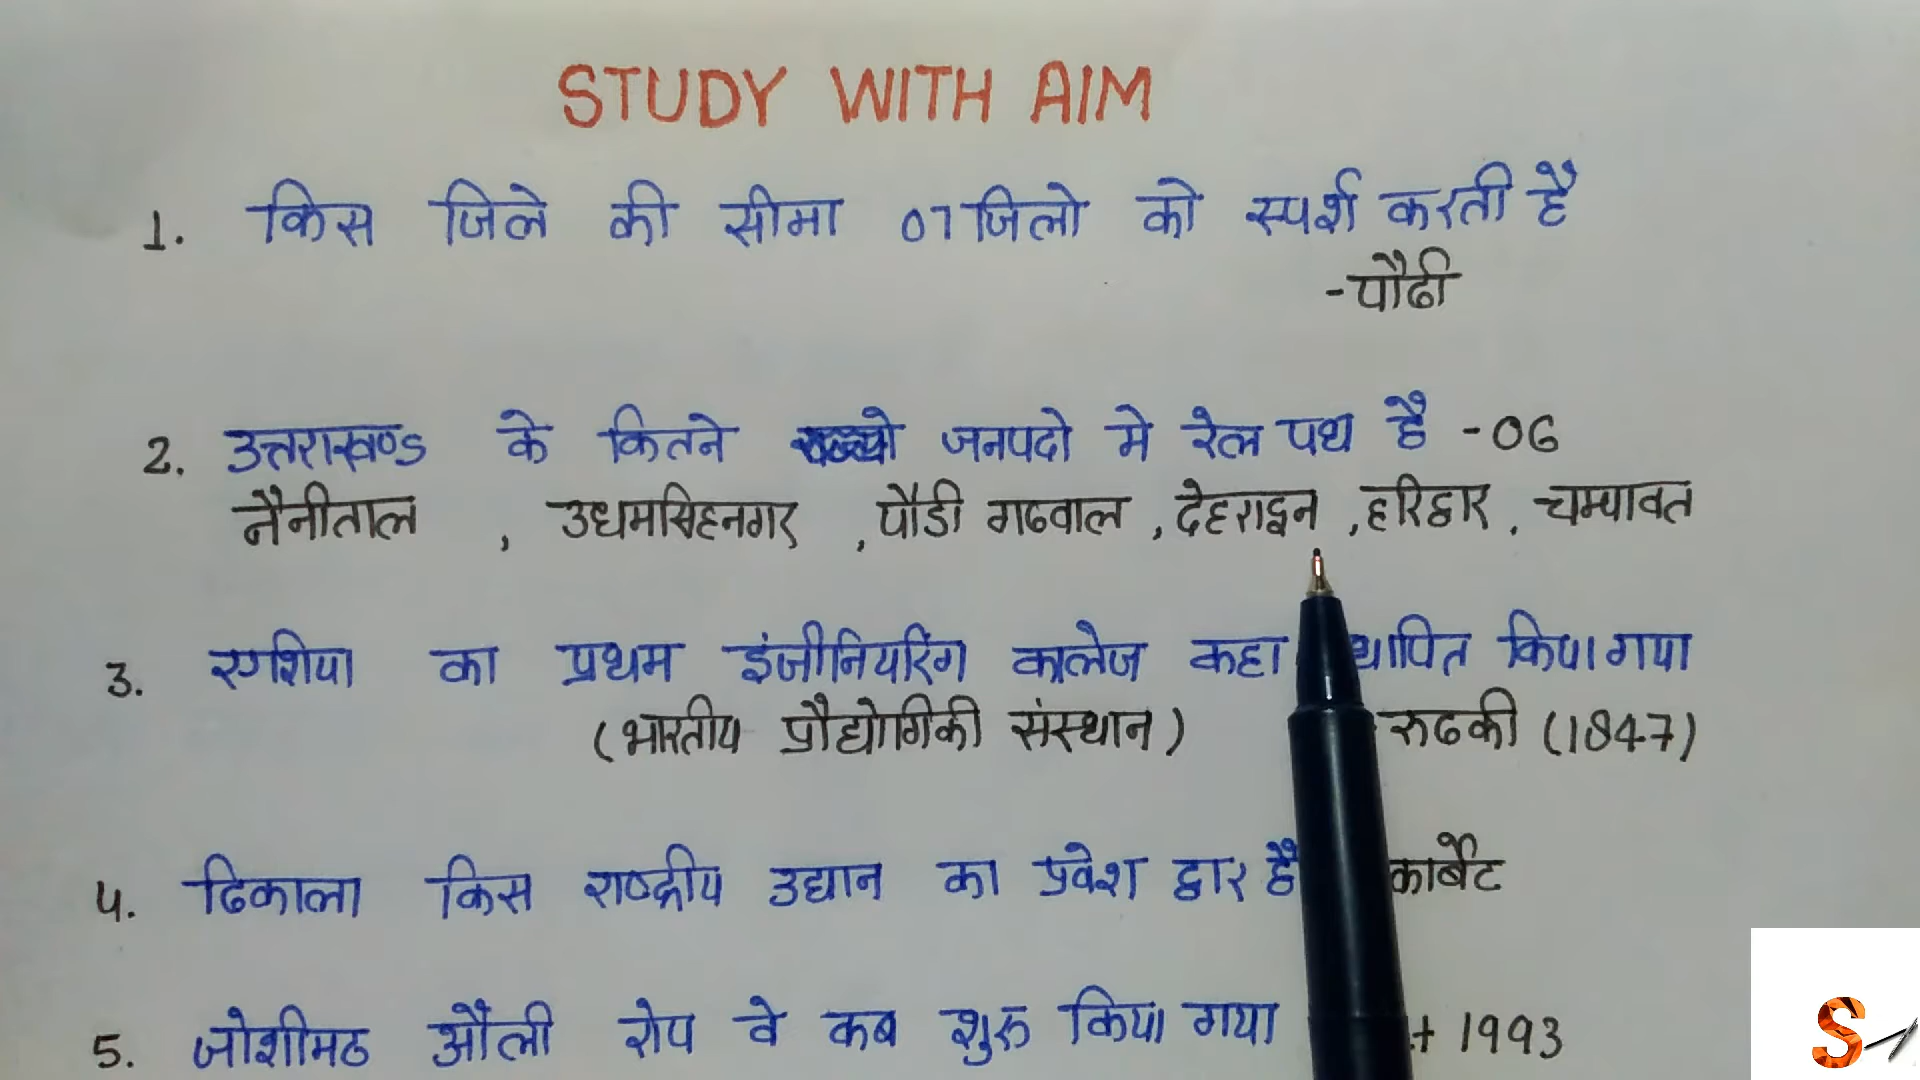 STUDY WITH AIM
1. किस जिले की सीमा 07 जिलो को स्पर्श करती है
-पौढी
2. उत्तराखण्ड के कितने जनपदो मे रेल पथ है -06
नैनीताल , उधमसिहनगर , पौडी गढवाल , देहरादून , हरिद्वार , चम्पावत
3. एशिया का प्रथम इंजीनियरिंग कालेज कहा थापित किया गया
(भारतीय प्रौद्योगिकी संस्थान) रुढकी (1847)
4. ढिकाला किस राष्ट्रीय उद्यान का प्रवेश द्वार है कार्बेट
5. जोशीमठ औली रोप वे कब शुरु किया गया 1993
S